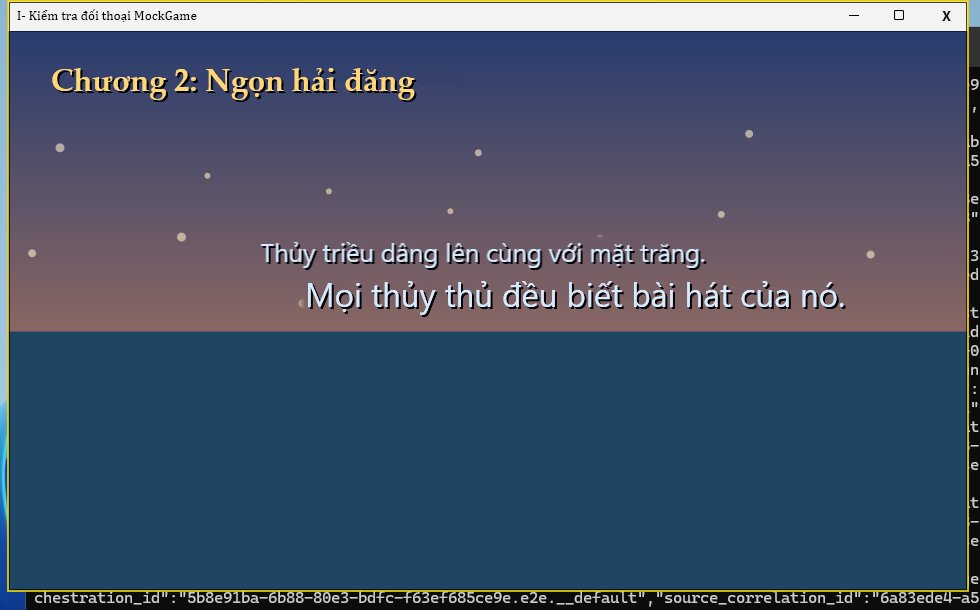 I- Kiểm tra đối thoại MockGame
Chương 2: Ngọn hải đăng
Thủy triều dâng lên cùng với mặt trăng.
Mọi thủy thủ đều biết bài hát của nó.
chestration_id":"5b8e91ba-6b88-80e3-bdfc-f63ef685ce9e.e2e.__default","source_correlation_id":"6a83ede4-a